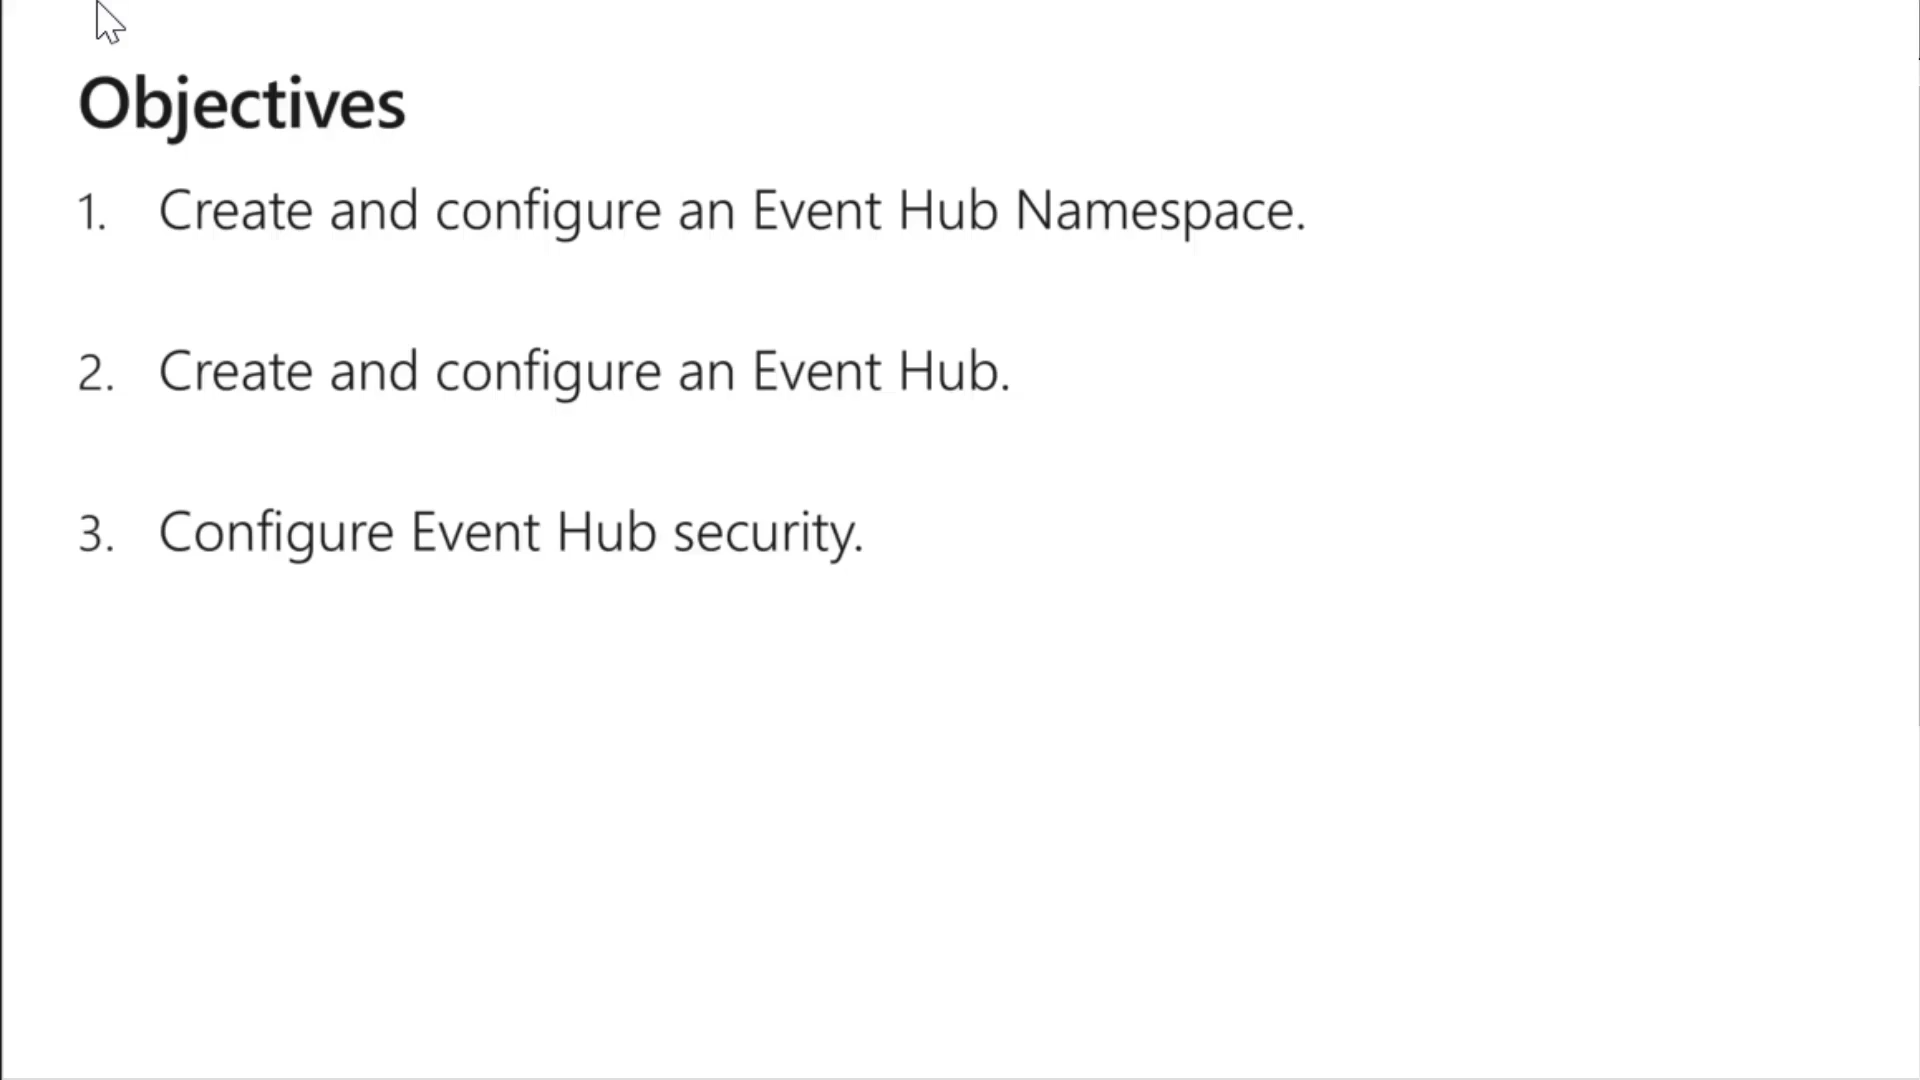 Objectives
1. Create and configure an Event Hub Namespace.
2. Create and configure an Event Hub.
3. Configure Event Hub security.